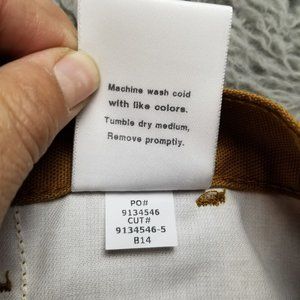 Machine wash cold
with like colors.
Tumble dry medium,
Remove promptly.
PO#
9134546
CUT#
9134546-5
B14